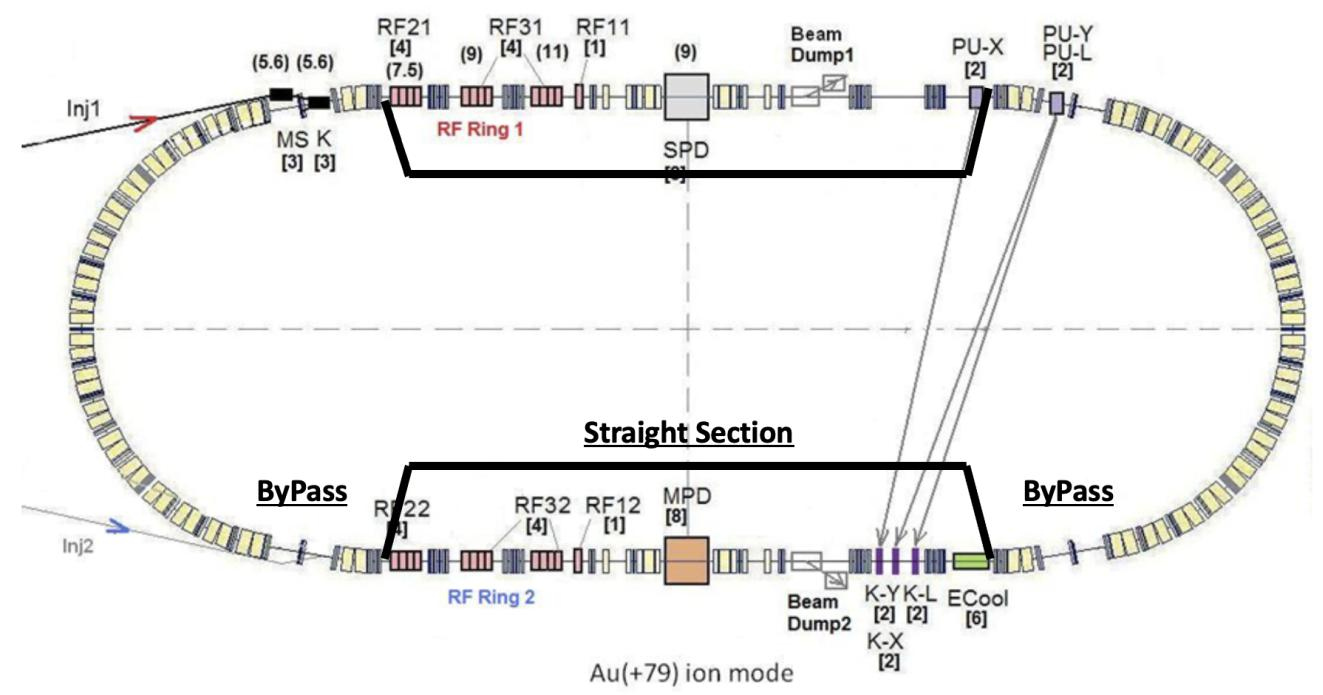 RF21
[4]
(7.5)
(9)
RF31
[4]
(11)
RF11
[1]
(9)
Beam
Dump1
PU-X
[2]
PU-Y
PU-L
[2]
(5.6) (5.6)
Inj1
MS K
[3] [3]
RF Ring 1
SPD
[8]
Straight Section
ByPass
ByPass
RF22
[4]
RF32
[4]
RF12
[1]
MPD
[8]
Inj2
RF Ring 2
Beam
Dump2
K-Y K-L
[2] [2]
K-X
[2]
ECool
[6]
Au(+79) ion mode